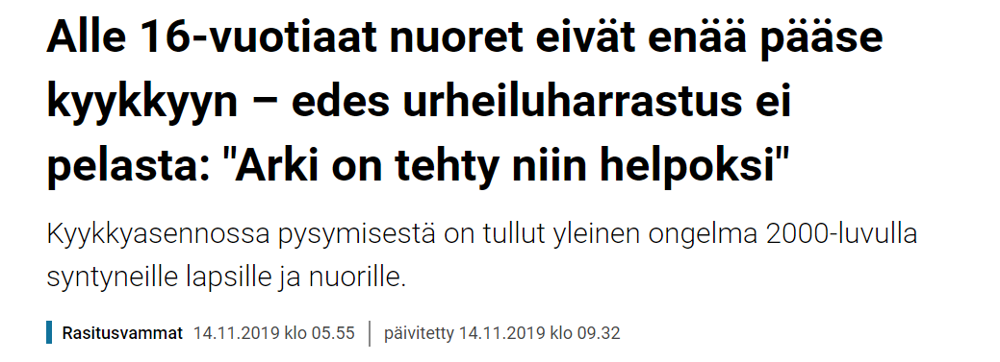 Alle 16-vuotiaat nuoret eivät enää pääse
kyykkyyn – edes urheiluharrastus ei
pelasta: "Arki on tehty niin helpoksi"
Kyykkyasennossa pysymisestä on tullut yleinen ongelma 2000-luvulla
syntyneille lapsille ja nuorille.
Rasitusvammat 14.11.2019 klo 05.55 | päivitetty 14.11.2019 klo 09.32